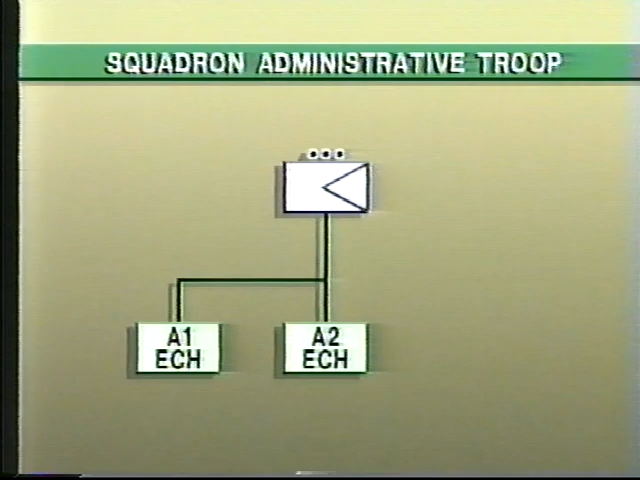 SQUADRON ADMINISTRATIVE TROOP
A1
ECH
A2
ECH